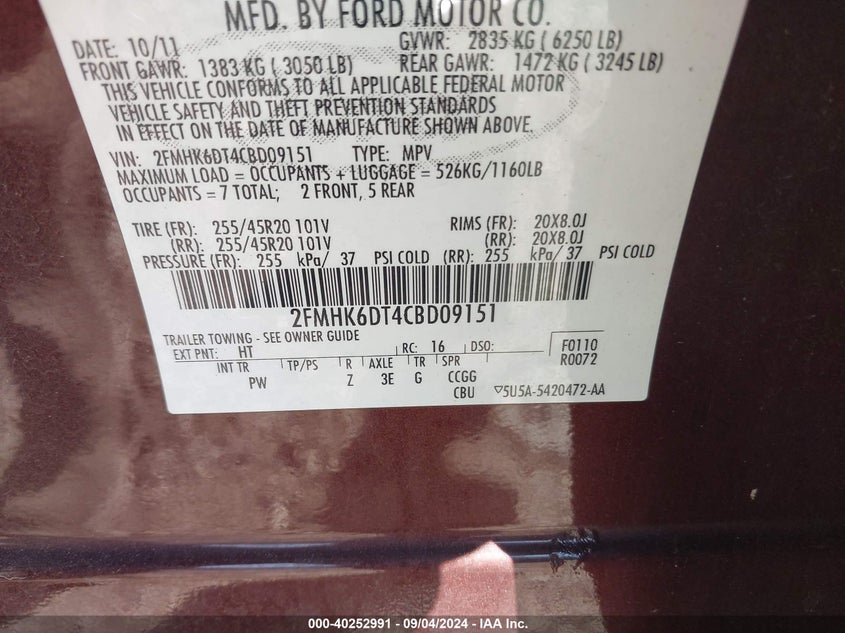 MFD. BY FORD MOTOR CO.
DATE: 10/11 GVWR: 2835 KG ( 6250 LB)
FRONT GAWR: 1383 KG ( 3050 LB) REAR GAWR: 1472 KG ( 3245 LB)
THIS VEHICLE CONFORMS TO ALL APPLICABLE FEDERAL MOTOR
VEHICLE SAFETY AND THEFT PREVENTION STANDARDS
IN EFFECT ON THE DATE OF MANUFACTURE SHOWN ABOVE.
VIN: 2FMHK6DT4CBD09151 TYPE: MPV
MAXIMUM LOAD = OCCUPANTS + LUGGAGE = 526KG/1160LB
OCCUPANTS = 7 TOTAL; 2 FRONT, 5 REAR
TIRE (FR): 255/45R20 101V RIMS (FR): 20X8.0J
(RR): 255/45R20 101V (RR): 20X8.0J
PRESSURE (FR): 255 kPa/ 37 PSI COLD (RR): 255 kPa/ 37 PSI COLD
2FMHK6DT4CBD09151
TRAILER TOWING - SEE OWNER GUIDE
EXT PNT: HT RC: 16 DSO: F0110
INT TR TP/PS R AXLE TR SPR R0072
PW Z 3E G CCGG
CBU ▽5U5A-5420472-AA
000-40252991 - 09/04/2024 - IAA Inc.